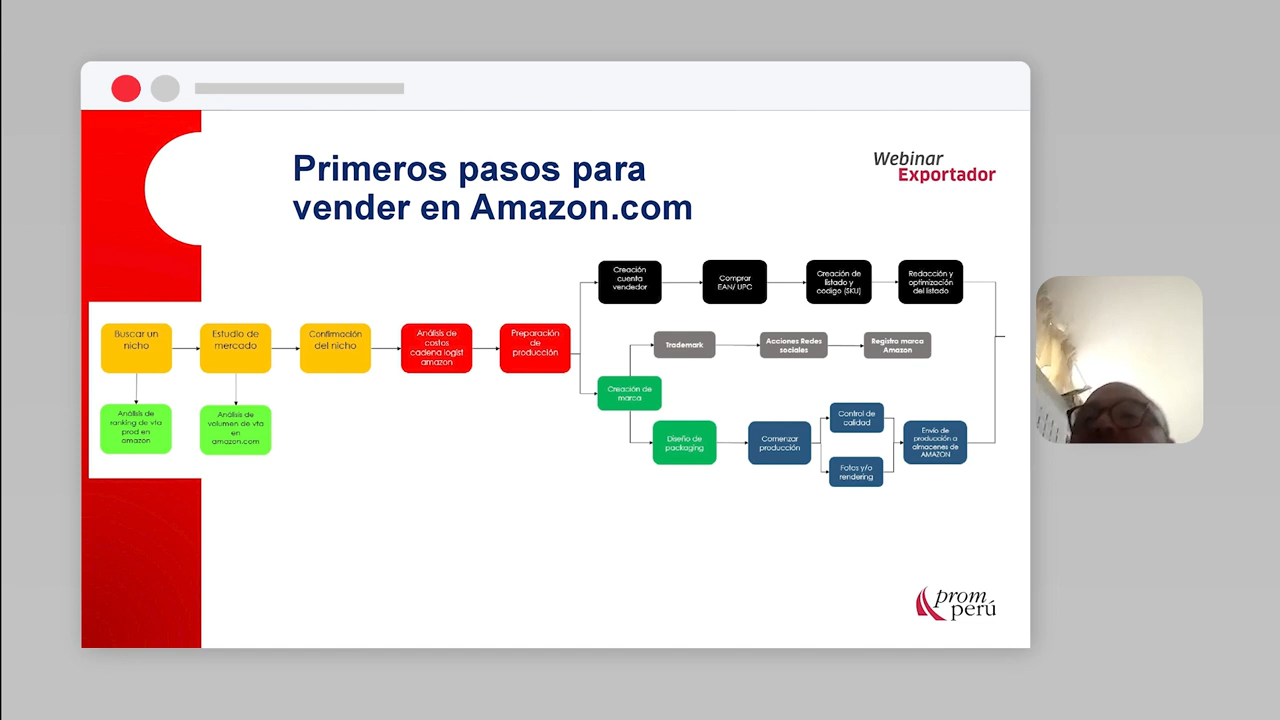 Primeros pasos para
vender en Amazon.com
Webinar
Exportador
Buscar un
nicho
Estudio de
mercado
Confirmación
del nicho
Análisis de
costos
cadena logist
amazon
Preparación
de
producción
Análisis de
ranking de vta
prod en
amazon
Análisis de
volumen de vta
en
amazon.com
Creación
cuenta
vendedor
Comprar
EAN/ UPC
Creación de
listado y
codigo (SKU)
Redacción y
optimización
del listado
Trademark
Acciones Redes
sociales
Registro marca
Amazon
Creación de
marca
Diseño de
packaging
Comenzar
producción
Control de
calidad
Fotos y/o
rendering
Envío de
producción a
almacenes de
AMAZON
prom
perú